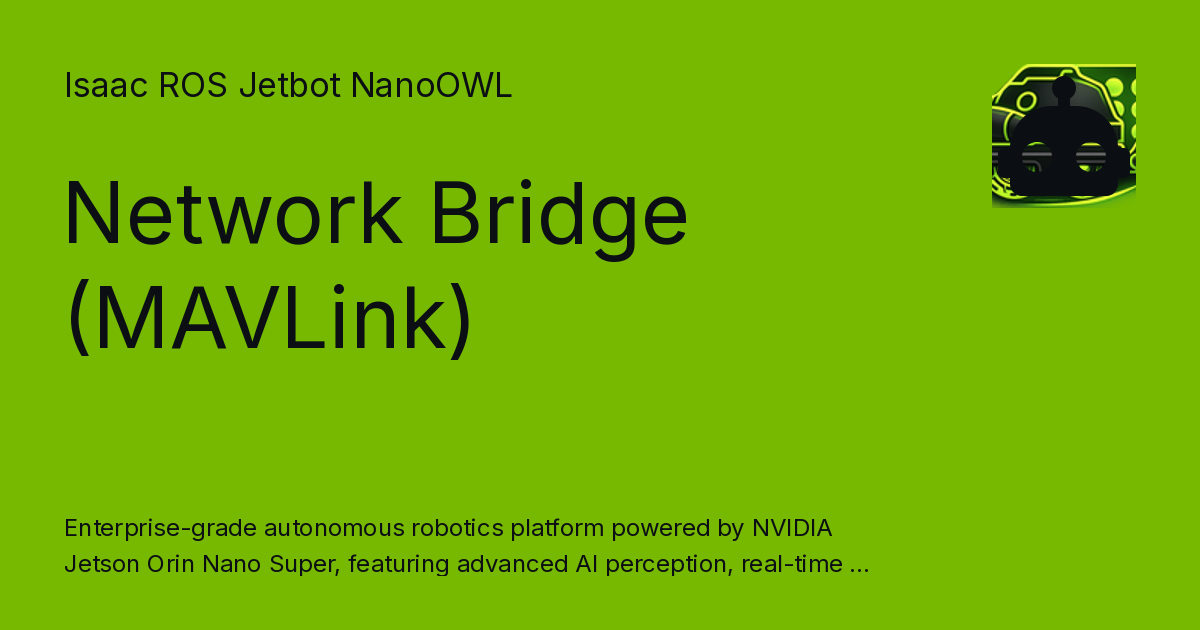 Isaac ROS Jetbot NanoOWL
Network Bridge
(MAVLink)
Enterprise-grade autonomous robotics platform powered by NVIDIA
Jetson Orin Nano Super, featuring advanced AI perception, real-time ...